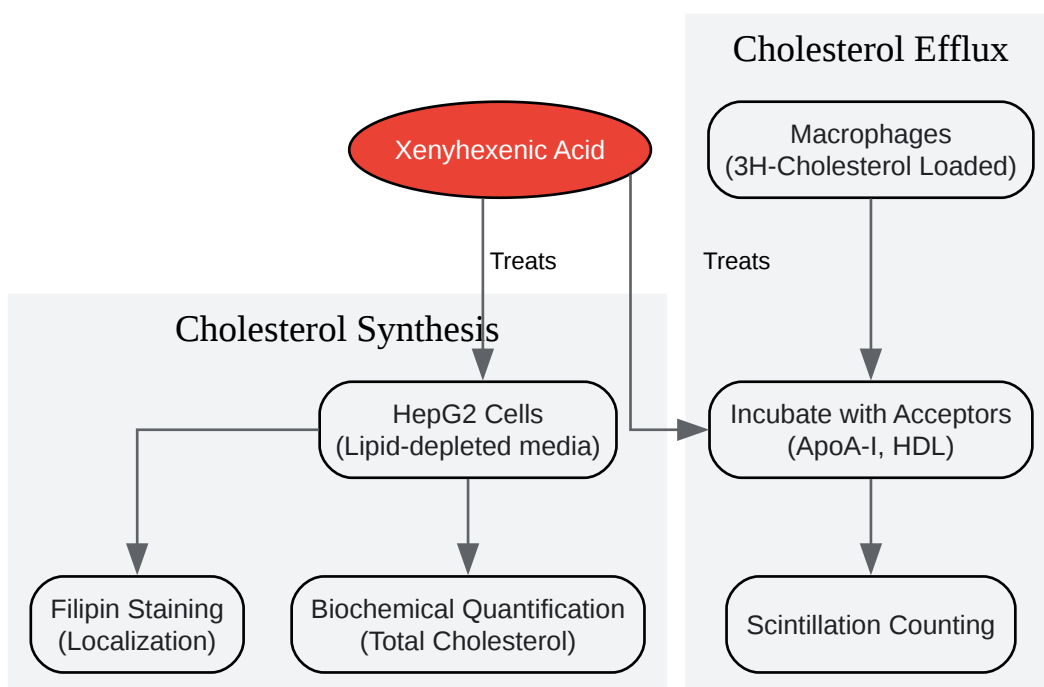 Cholesterol Efflux
Xenyhexenic Acid
Macrophages
(3H-Cholesterol Loaded)
Treats
Treats
Cholesterol Synthesis
HepG2 Cells
(Lipid-depleted media)
Incubate with Acceptors
(ApoA-I, HDL)
Filipin Staining
(Localization)
Biochemical Quantification
(Total Cholesterol)
Scintillation Counting